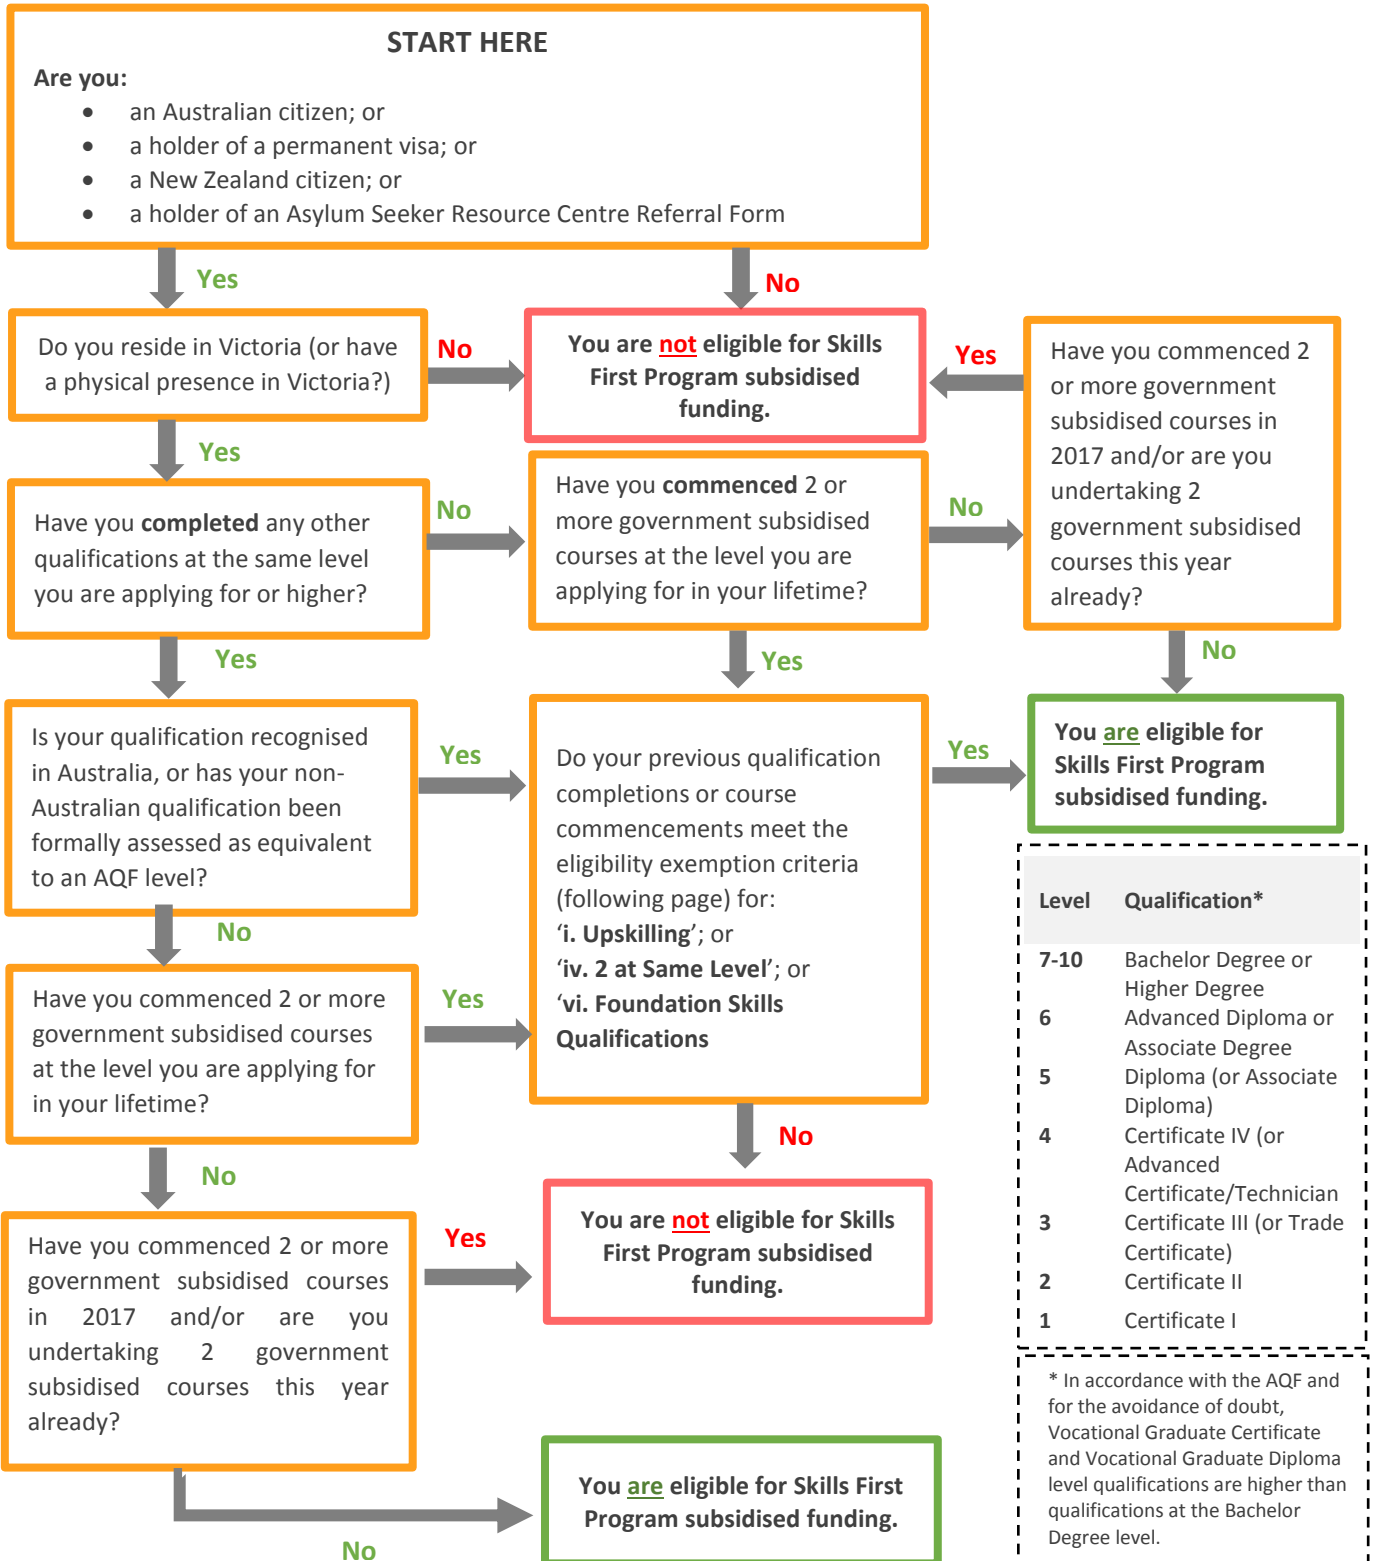 START HERE
Are you:
• an Australian citizen; or
• a holder of a permanent visa; or
• a New Zealand citizen; or
• a holder of an Asylum Seeker Resource Centre Referral Form
Yes
No
Do you reside in Victoria (or have
a physical presence in Victoria?)
No
You are not eligible for Skills
First Program subsidised
funding.
Yes
Have you commenced 2
or more government
subsidised courses in
2017 and/or are you
undertaking 2
government subsidised
courses this year
already?
Yes
Have you completed any other
qualifications at the same level
you are applying for or higher?
No
Have you commenced 2 or
more government subsidised
courses at the level you are
applying for in your lifetime?
No
Yes
Yes
No
Is your qualification recognised
in Australia, or has your non-
Australian qualification been
formally assessed as equivalent
to an AQF level?
Yes
Do your previous qualification
completions or course
commencements meet the
eligibility exemption criteria
(following page) for:
‘i. Upskilling’; or
‘iv. 2 at Same Level’; or
‘vi. Foundation Skills
Qualifications
Yes
You are eligible for
Skills First Program
subsidised funding.
No
Have you commenced 2 or more
government subsidised courses
at the level you are applying for
in your lifetime?
Yes
No
No
Have you commenced 2 or more
government subsidised courses
in 2017 and/or are you
undertaking 2 government
subsidised courses this year
already?
Yes
You are not eligible for Skills
First Program subsidised
funding.
No
You are eligible for Skills First
Program subsidised funding.
Level Qualification*
7-10 Bachelor Degree or
Higher Degree
6 Advanced Diploma or
Associate Degree
5 Diploma (or Associate
Diploma)
4 Certificate IV (or
Advanced
Certificate/Technician
3 Certificate III (or Trade
Certificate)
2 Certificate II
1 Certificate I
* In accordance with the AQF and
for the avoidance of doubt,
Vocational Graduate Certificate
and Vocational Graduate Diploma
level qualifications are higher than
qualifications at the Bachelor
Degree level.